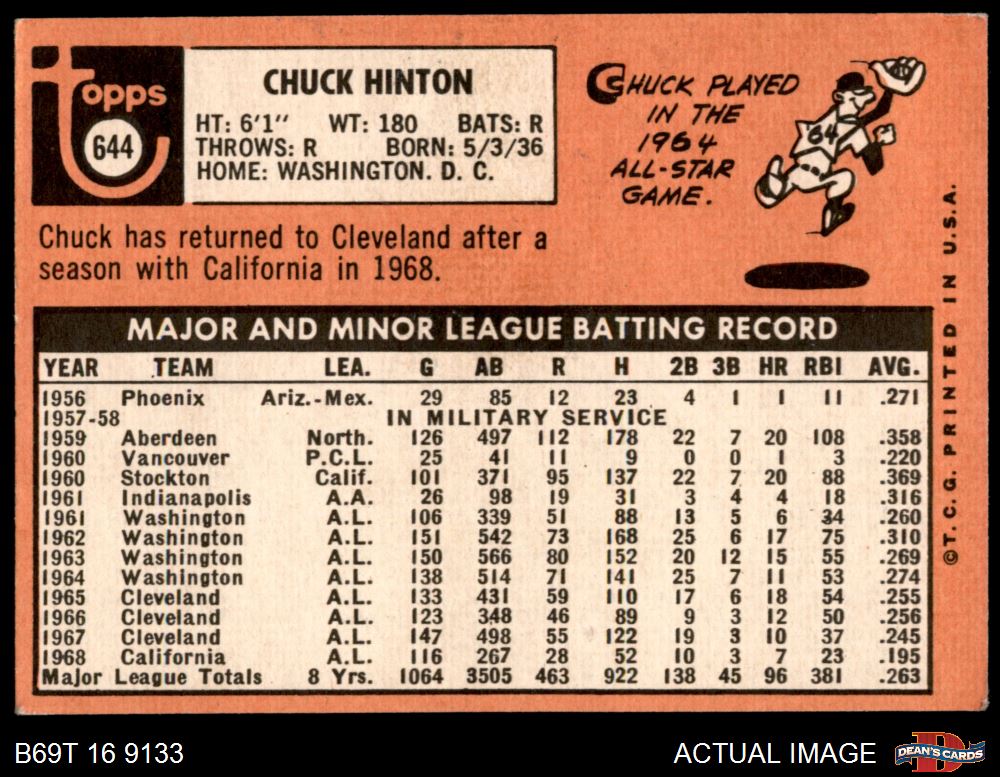 Topps
644
CHUCK HINTON
HT: 6'1" WT: 180 BATS: R
THROWS: R BORN: 5/3/36
HOME: WASHINGTON. D. C.
CHUCK PLAYED
IN THE
1964
ALL-STAR
GAME.
64
Chuck has returned to Cleveland after a
season with California in 1968.
MAJOR AND MINOR LEAGUE BATTING RECORD
YEAR TEAM LEA. G AB R H 2B 3B HR RBI AVG.
1956 Phoenix Ariz.-Mex. 29 85 12 23 4 1 1 11 .271
1957-58 IN MILITARY SERVICE
1959 Aberdeen North. 126 497 112 178 22 7 20 108 .358
1960 Vancouver P.C.L. 25 41 11 9 0 0 1 3 .220
1960 Stockton Calif. 101 371 95 137 22 7 20 88 .369
1961 Indianapolis A.A. 26 98 19 31 3 4 4 18 .316
1961 Washington A.L. 106 339 51 88 13 5 6 34 .260
1962 Washington A.L. 151 542 73 168 25 6 17 75 .310
1963 Washington A.L. 150 566 80 152 20 12 15 55 .269
1964 Washington A.L. 138 514 71 141 25 7 11 53 .274
1965 Cleveland A.L. 133 431 59 110 17 6 18 54 .255
1966 Cleveland A.L. 123 348 46 89 9 3 12 50 .256
1967 Cleveland A.L. 147 498 55 122 19 3 10 37 .245
1968 California A.L. 116 267 28 52 10 3 7 23 .195
Major League Totals 8 Yrs. 1064 3505 463 922 138 45 96 381 .263
©T.C.G. PRINTED IN U.S.A.
B69T 16 9133
ACTUAL IMAGE
DEAN'S CARDS